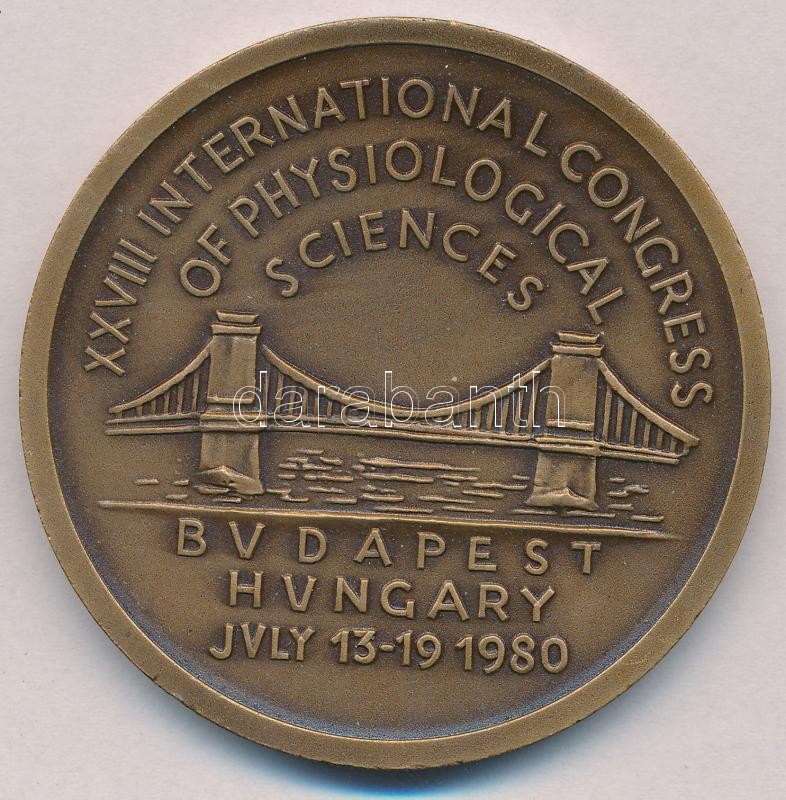 XXVIII INTERNATIONAL CONGRESS
OF PHYSIOLOGICAL
SCIENCES
darabanth
BVDAPEST
HVNGARY
JVLY 13-19 1980